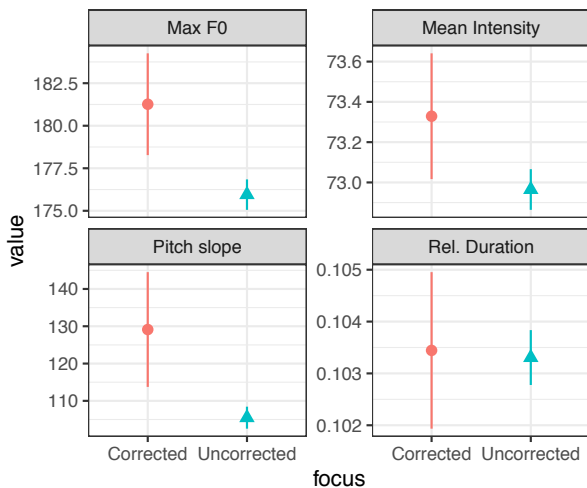 Max F0
Mean Intensity
182.5
180.0
177.5
175.0
73.6
73.4
73.2
73.0
Pitch slope
Rel. Duration
140
130
120
110
0.105
0.104
0.103
0.102
Corrected Uncorrected
Corrected Uncorrected
value
focus